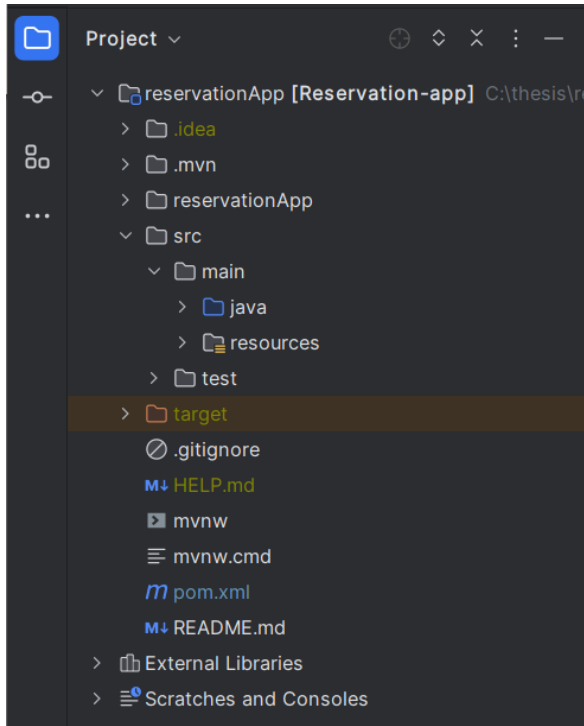 Project
reservationApp [Reservation-app] C:\thesis\r
.idea
.mvn
reservationApp
src
main
java
resources
test
target
.gitignore
M↓ HELP.md
mvnw
mvnw.cmd
m pom.xml
M↓ README.md
External Libraries
Scratches and Consoles